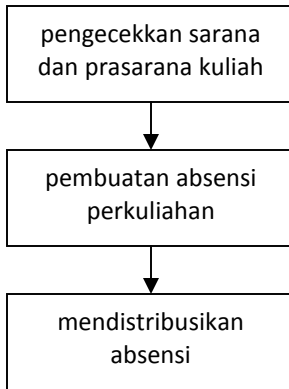 pengecekkan sarana
dan prasarana kuliah
pembuatan absensi
perkuliahan
mendistribusikan
absensi